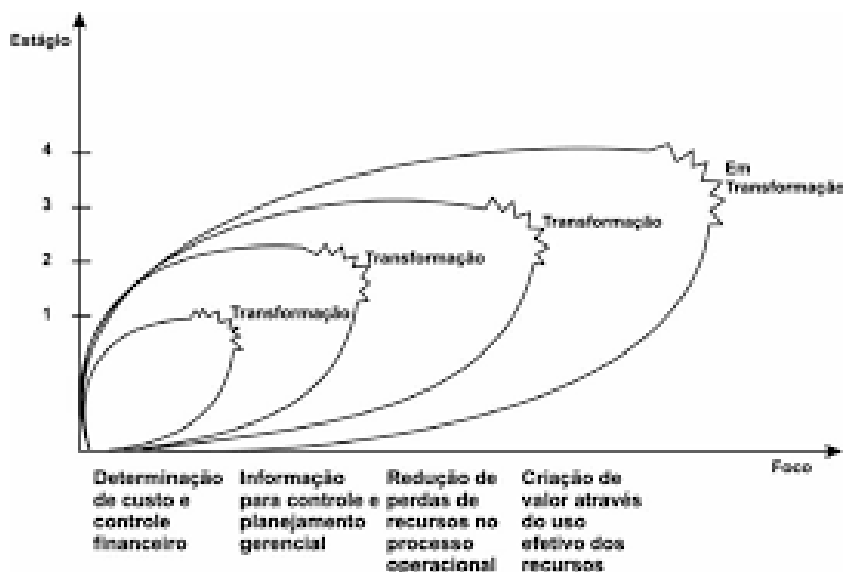 Estágio
4
Em
Transformação
3
Transformação
2
Transformação
1
Transformação
Foco
Determinação
de custo e
controle
financeiro
Informação
para controle e
planejamento
gerencial
Redução de
perdas de
recursos no
processo
operacional
Criação de
valor através
do uso
efetivo dos
recursos